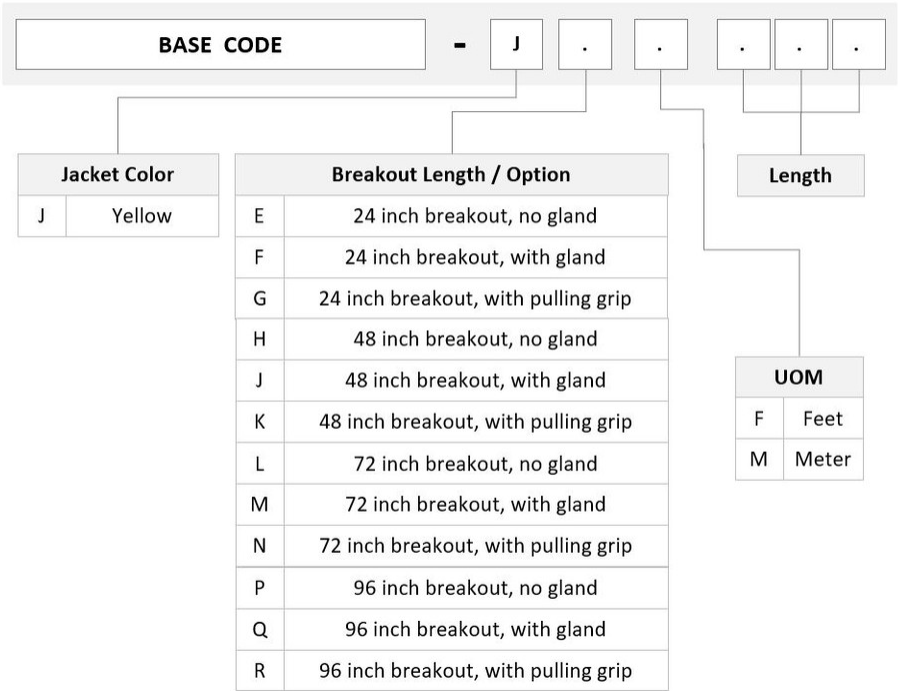 BASE CODE - J . . . . .
Jacket Color
J Yellow
Breakout Length / Option
E 24 inch breakout, no gland
F 24 inch breakout, with gland
G 24 inch breakout, with pulling grip
H 48 inch breakout, no gland
J 48 inch breakout, with gland
K 48 inch breakout, with pulling grip
L 72 inch breakout, no gland
M 72 inch breakout, with gland
N 72 inch breakout, with pulling grip
P 96 inch breakout, no gland
Q 96 inch breakout, with gland
R 96 inch breakout, with pulling grip
Length
UOM
F Feet
M Meter